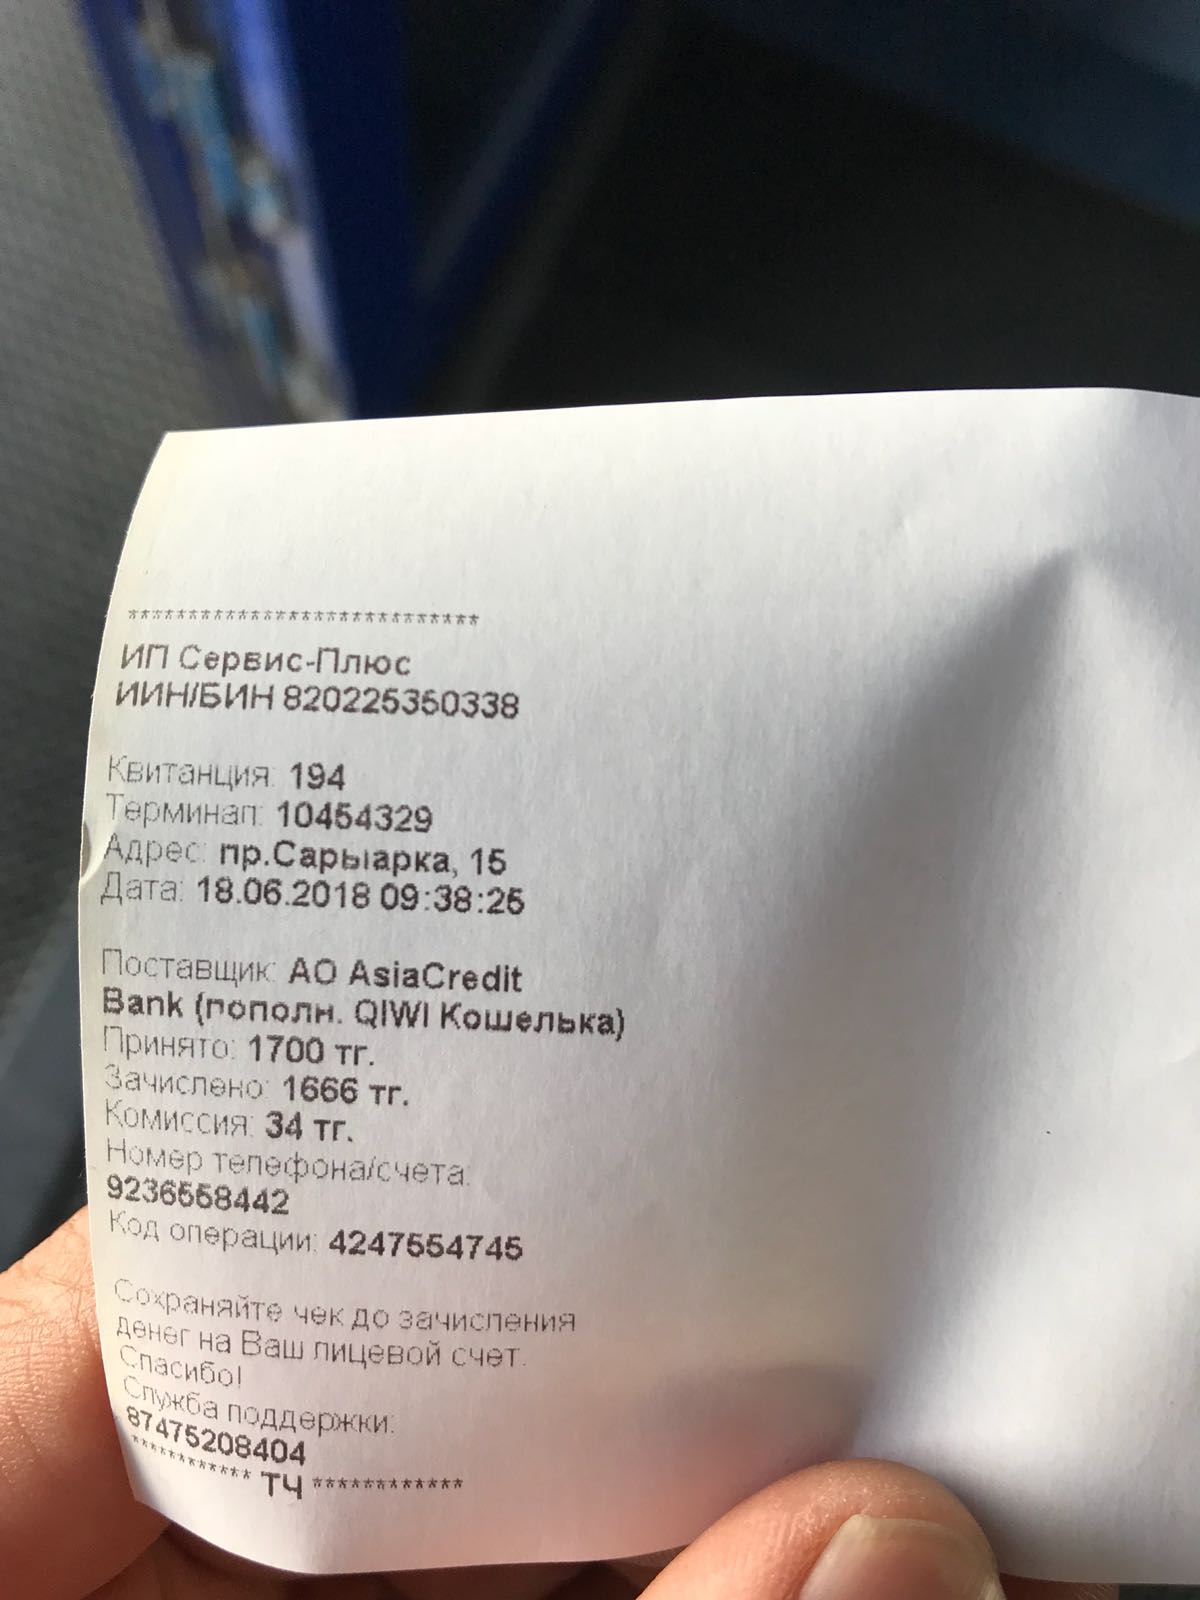 ***************************
ИП Сервис-Плюс
ИИН/БИН 820225350338
Квитанция: 194
Терминал: 10454329
Адрес: пр.Сарыарка, 15
Дата: 18.06.2018 09:38:25
Поставщик: АО AsiaCredit
Bank (пополн. QIWI Кошелька)
Принято: 1700 тг.
Зачислено: 1666 тг.
Комиссия: 34 тг.
Номер телефона/счета:
9236558442
Код операции: 4247554745
Сохраняйте чек до зачисления
денег на Ваш лицевой счет.
Спасибо!
Служба поддержки:
87475208404
************ ТЧ ************